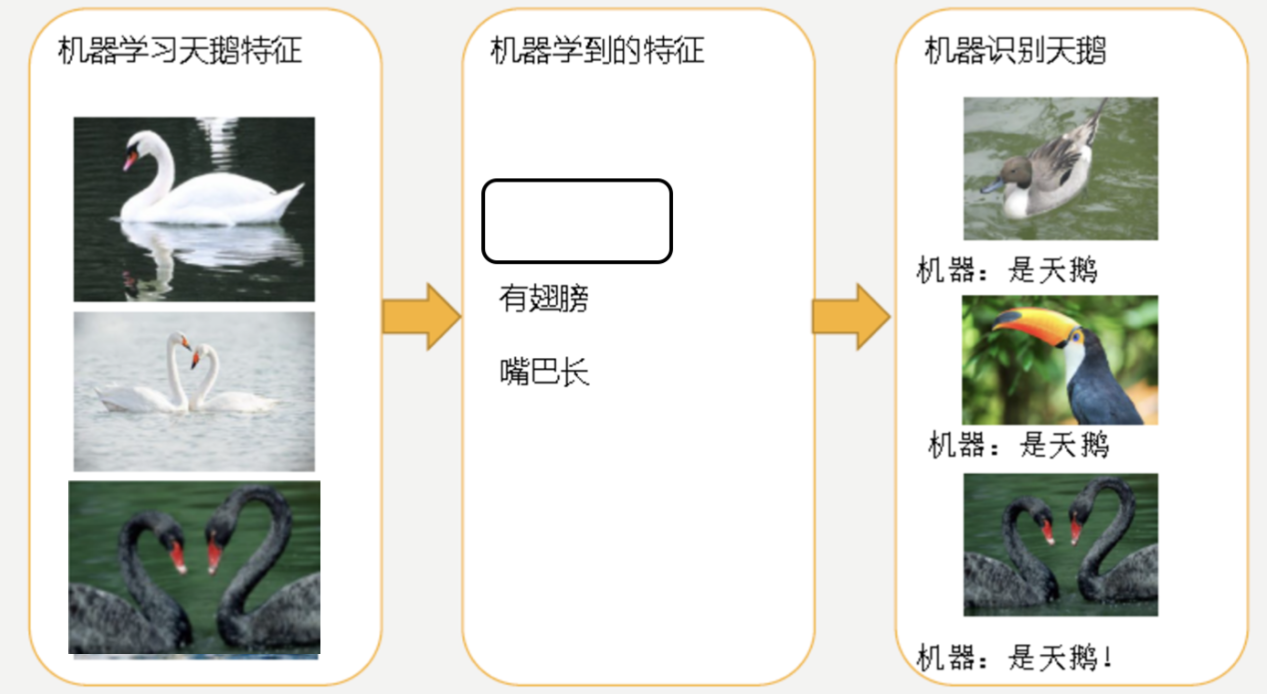 机器学习天鹅特征
机器学到的特征
有翅膀
嘴巴长
机器识别天鹅
机器：是天鹅
机器：是天鹅
机器：是天鹅！